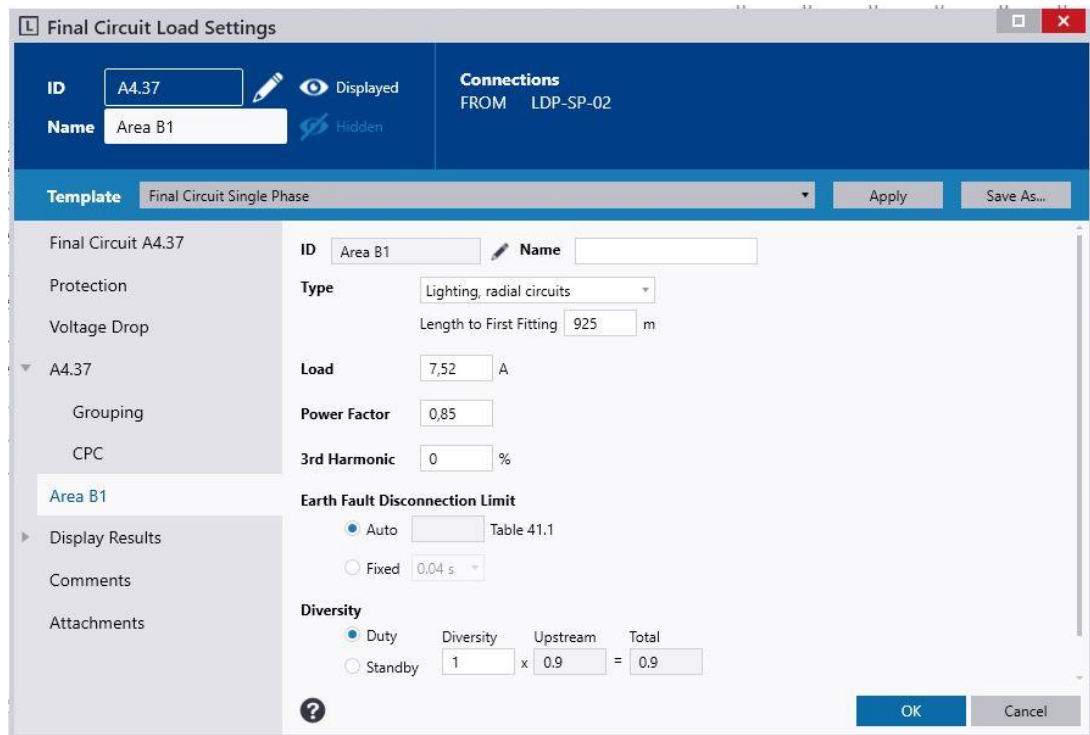 L Final Circuit Load Settings
ID A4.37 Displayed
Name Area B1 Hidden
Connections
FROM LDP-SP-02
Template Final Circuit Single Phase Apply Save As...
Final Circuit A4.37
Protection
Voltage Drop
A4.37
Grouping
CPC
Area B1
Display Results
Comments
Attachments
ID Area B1 Name
Type Lighting, radial circuits
Length to First Fitting 925 m
Load 7,52 A
Power Factor 0,85
3rd Harmonic 0 %
Earth Fault Disconnection Limit
Auto Table 41.1
Fixed 0.04 s
Diversity
Duty Diversity Upstream Total
Standby 1 x 0.9 = 0.9
?
OK Cancel